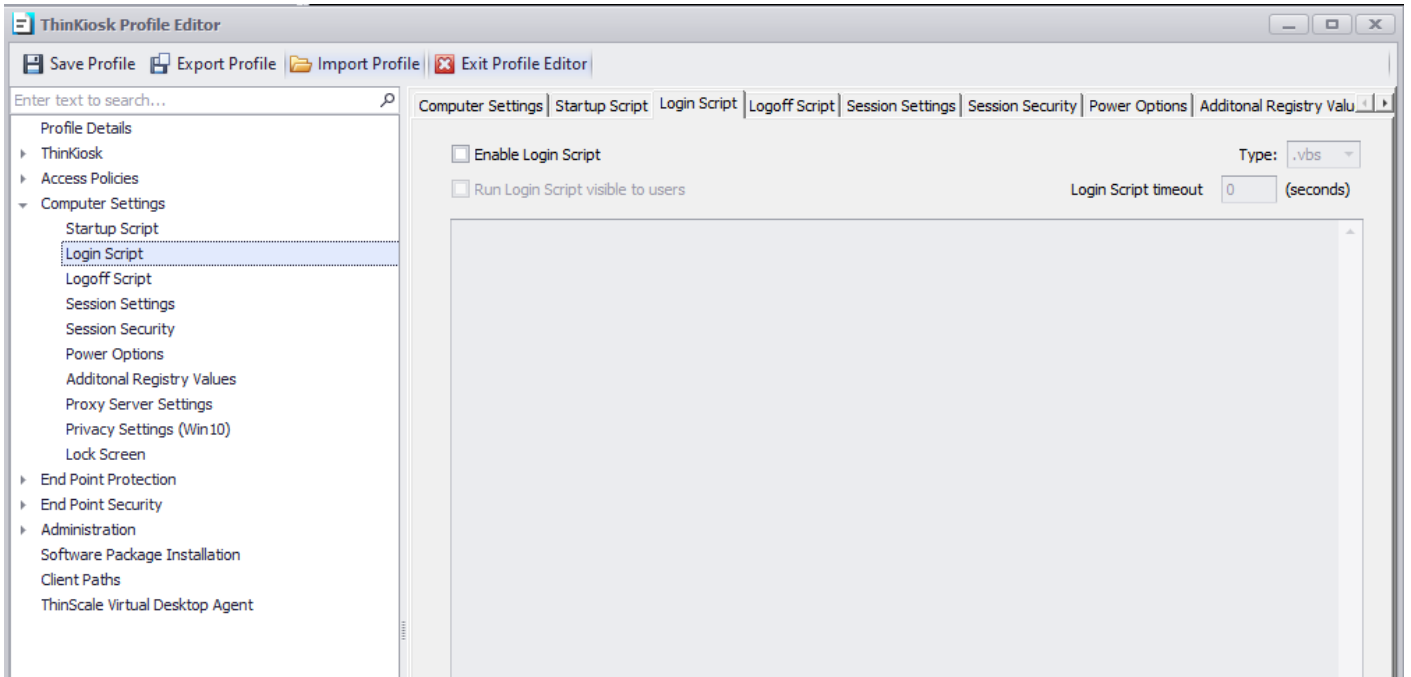 ThinKiosk Profile Editor
Save Profile Export Profile Import Profile Exit Profile Editor
Enter text to search...
Profile Details
ThinKiosk
Access Policies
Computer Settings
Startup Script
Login Script
Logoff Script
Session Settings
Session Security
Power Options
Additonal Registry Values
Proxy Server Settings
Privacy Settings (Win10)
Lock Screen
End Point Protection
End Point Security
Administration
Software Package Installation
Client Paths
ThinScale Virtual Desktop Agent
Computer Settings Startup Script Login Script Logoff Script Session Settings Session Security Power Options Additonal Registry Valu
Enable Login Script Type: .vbs
Run Login Script visible to users Login Script timeout 0 (seconds)